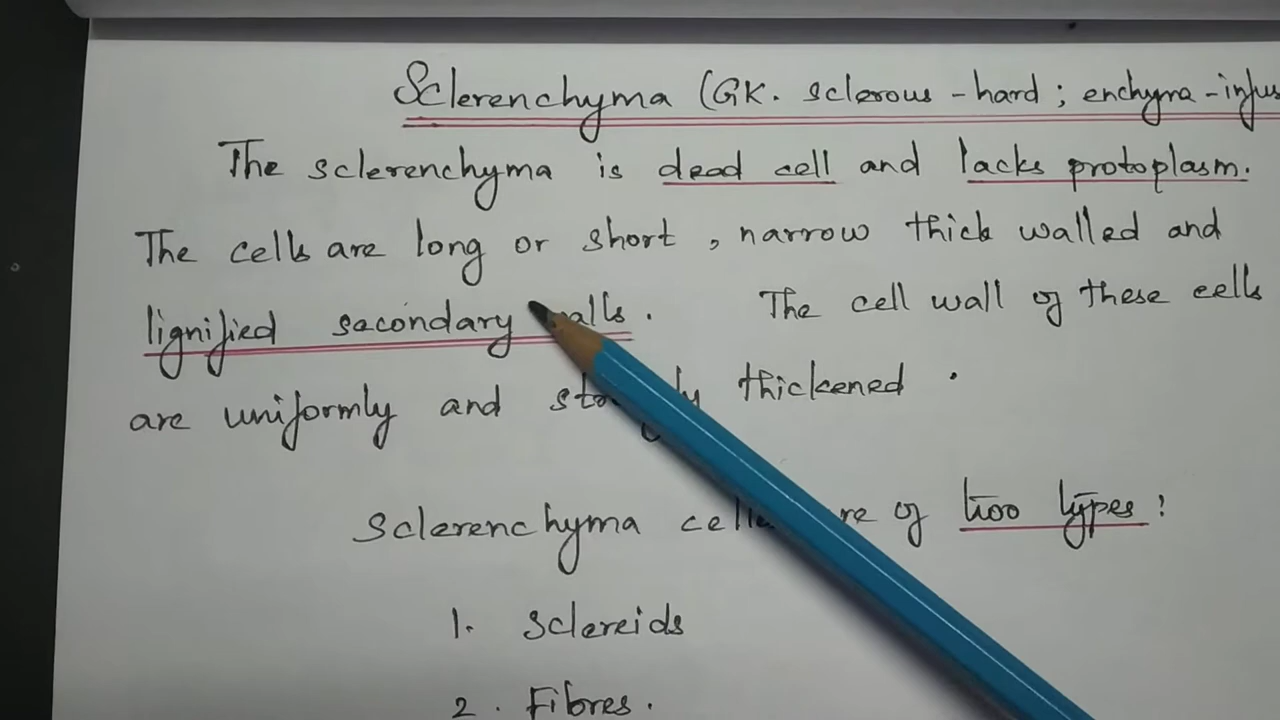 Sclerenchyma (GK. sclerous - hard ; enchyma - infus
The sclerenchyma is dead cell and lacks protoplasm.
The cells are long or short , narrow thick walled and
lignified secondary alls. The cell wall of these cells
are uniformly and thickened .
Sclerenchyma are of two types :
1. Sclereids
2. Fibres.